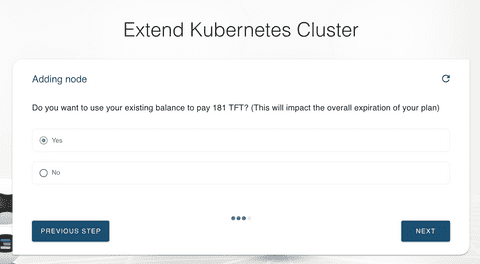 Extend Kubernetes Cluster
Adding node
Do you want to use your existing balance to pay 181 TFT? (This will impact the overall expiration of your plan)
Yes
No
PREVIOUS STEP
NEXT